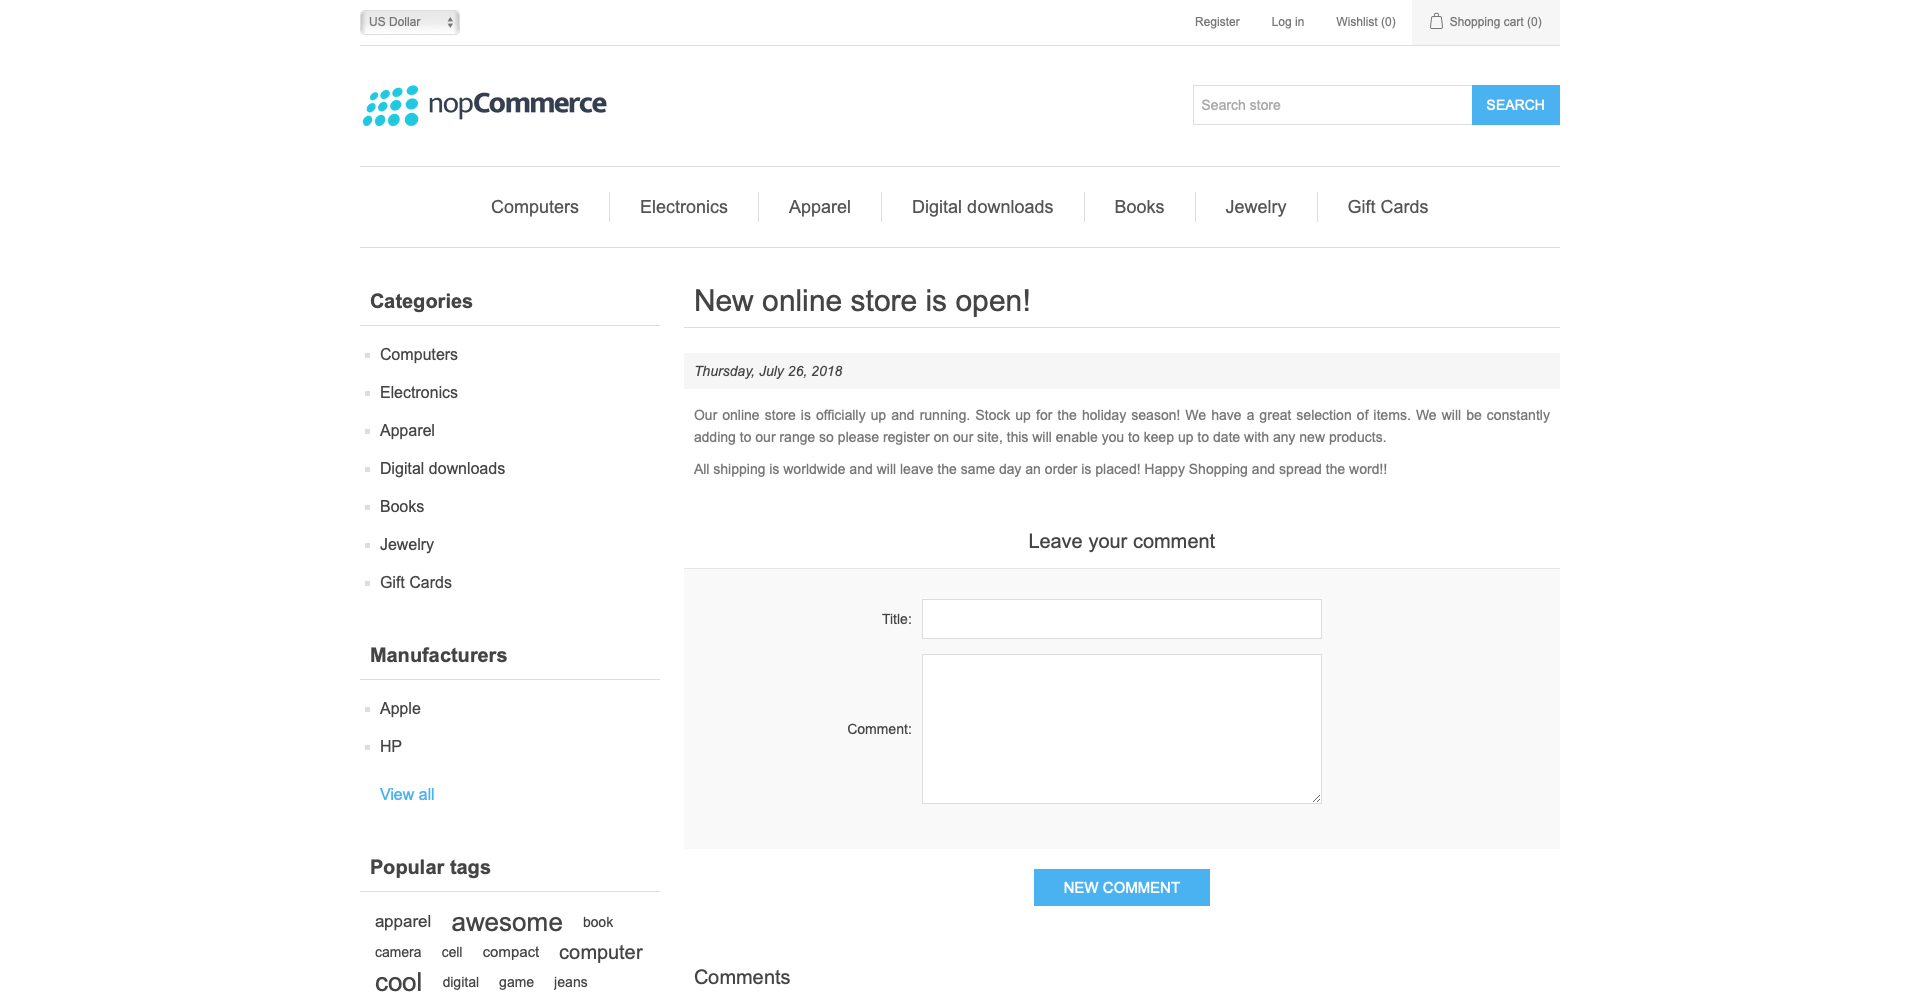 US Dollar
Register
Log in
Wishlist (0)
Shopping cart (0)
nopCommerce
Search store
SEARCH
Computers
Electronics
Apparel
Digital downloads
Books
Jewelry
Gift Cards
Categories
Computers
Electronics
Apparel
Digital downloads
Books
Jewelry
Gift Cards
Manufacturers
Apple
HP
View all
Popular tags
apparel awesome book
camera cell compact computer
cool digital game jeans
New online store is open!
Thursday, July 26, 2018
Our online store is officially up and running. Stock up for the holiday season! We have a great selection of items. We will be constantly
adding to our range so please register on our site, this will enable you to keep up to date with any new products.
All shipping is worldwide and will leave the same day an order is placed! Happy Shopping and spread the word!!
Leave your comment
Title:
Comment:
NEW COMMENT
Comments